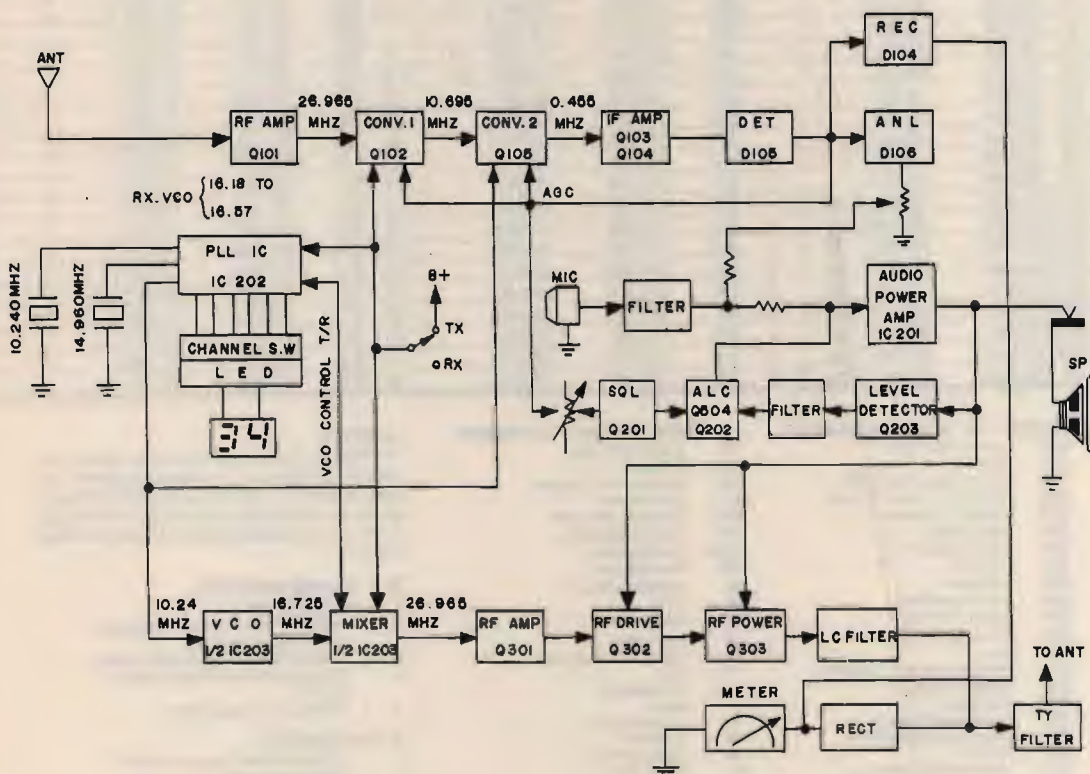 ANT
RF AMP
Q101
26.965
MHZ
CONV.1
Q102
10.695
MHZ
CONV.2
Q105
0.455
MHZ
IF AMP
Q103
Q104
DET
D105
REC
D104
ANL
D106
RX.VCO { 16.18 TO
16.57
AGC
PLL IC
IC 202
10.240MHZ
14.960MHZ
CHANNEL S.W
LED
34
VCO CONTROL T/R
B+
TX
RX
MIC
FILTER
AUDIO
POWER
AMP
IC 201
SP
SQL
Q201
ALC
Q504
Q202
FILTER
LEVEL
DETECTOR
Q203
10.24
MHZ
VCO
1/2 IC203
16.725
MHZ
MIXER
1/2 IC203
26.965
MHZ
RF AMP
Q301
RF DRIVE
Q302
RF POWER
Q303
LC FILTER
TO ANT
METER
RECT
TY
FILTER